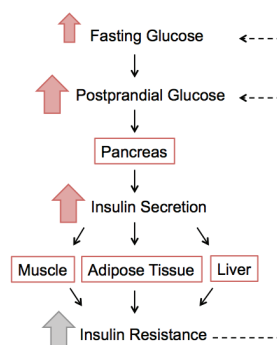 Fasting Glucose
Postprandial Glucose
Pancreas
Insulin Secretion
Muscle Adipose Tissue Liver
Insulin Resistance